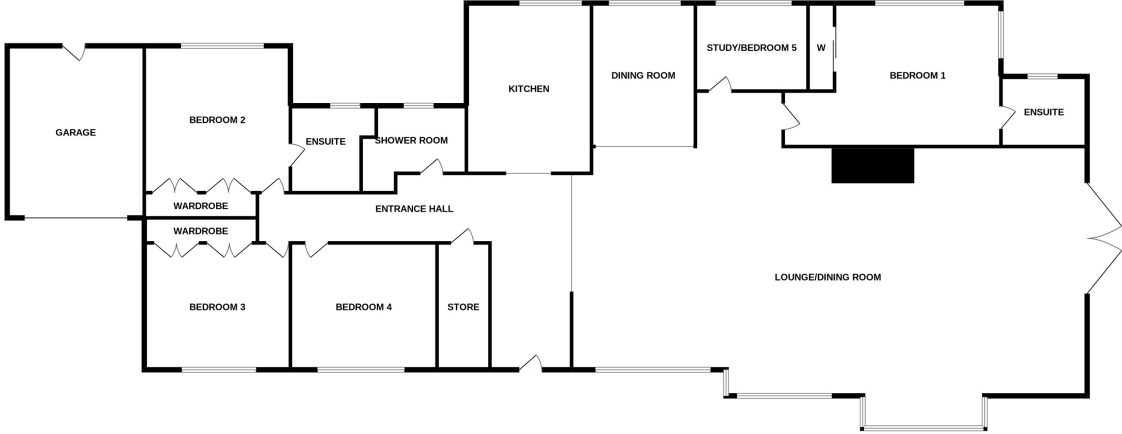 STUDY/BEDROOM 5
W
DINING ROOM
BEDROOM 1
KITCHEN
ENSUITE
BEDROOM 2
GARAGE
ENSUITE
SHOWER ROOM
WARDROBE
ENTRANCE HALL
WARDROBE
LOUNGE/DINING ROOM
BEDROOM 3
BEDROOM 4
STORE